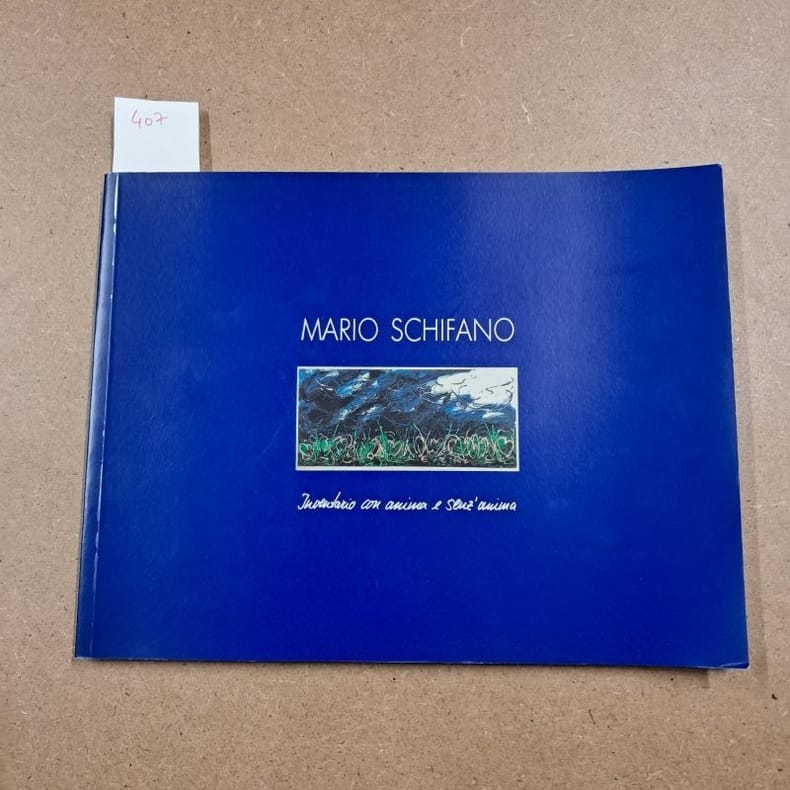 407
MARIO SCHIFANO
Inventario con anima e senz'anima